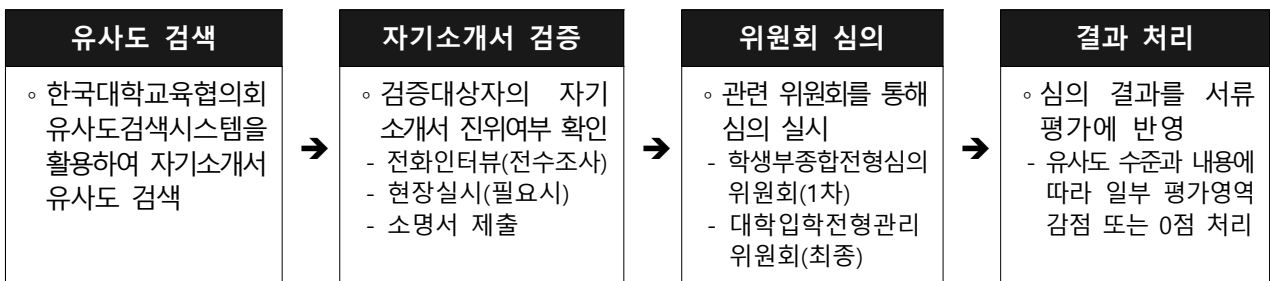 유사도 검색
◦ 한국대학교육협의회
유사도검색시스템을
활용하여 자기소개서
유사도 검색
➔
자기소개서 검증
◦ 검증대상자의 자기
소개서 진위여부 확인
- 전화인터뷰(전수조사)
- 현장실시(필요시)
- 소명서 제출
➔
위원회 심의
◦ 관련 위원회를 통해
심의 실시
- 학생부종합전형심의
위원회(1차)
- 대학입학전형관리
위원회(최종)
➔
결과 처리
◦ 심의 결과를 서류
평가에 반영
- 유사도 수준과 내용에
따라 일부 평가영역
감점 또는 0점 처리